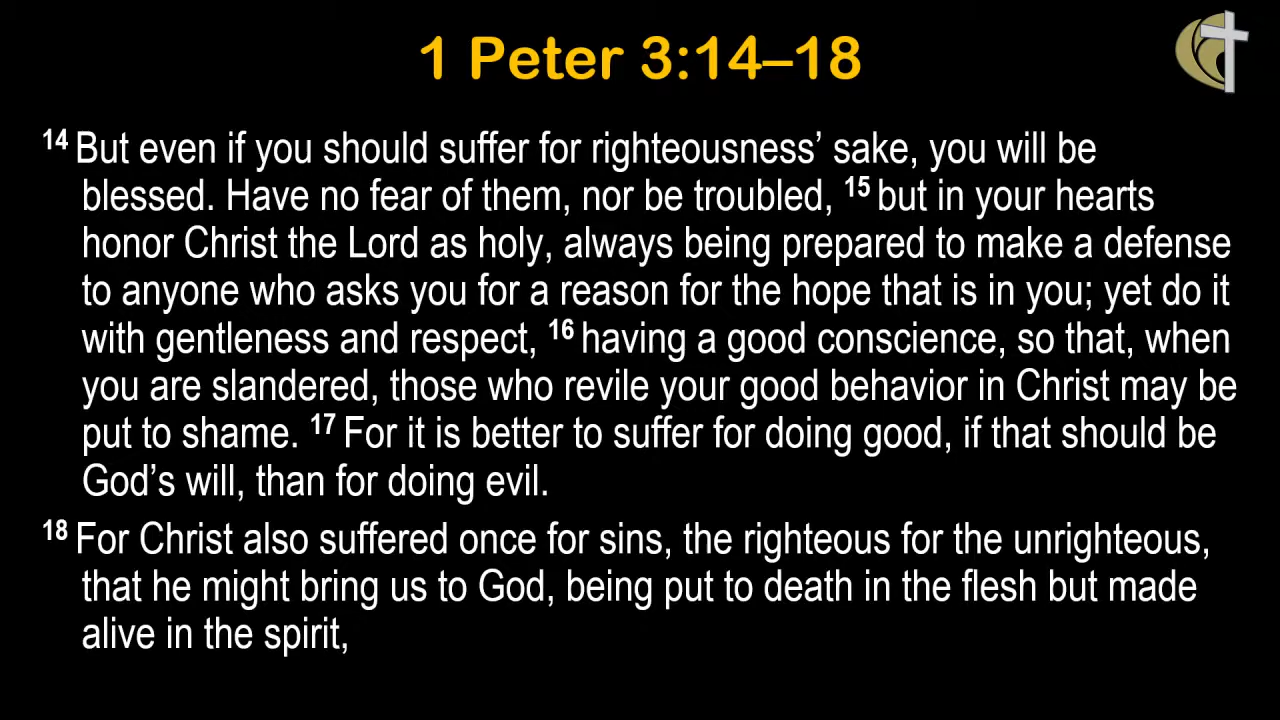 1 Peter 3:14–18
14 But even if you should suffer for righteousness’ sake, you will be
blessed. Have no fear of them, nor be troubled, 15 but in your hearts
honor Christ the Lord as holy, always being prepared to make a defense
to anyone who asks you for a reason for the hope that is in you; yet do it
with gentleness and respect, 16 having a good conscience, so that, when
you are slandered, those who revile your good behavior in Christ may be
put to shame. 17 For it is better to suffer for doing good, if that should be
God’s will, than for doing evil.
18 For Christ also suffered once for sins, the righteous for the unrighteous,
that he might bring us to God, being put to death in the flesh but made
alive in the spirit,